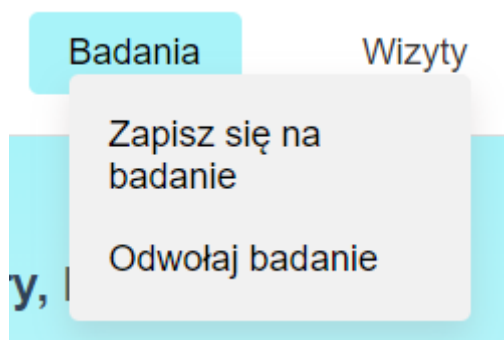 Badania
Wizyty
Zapisz się na
badanie
Odwołaj badanie
y,